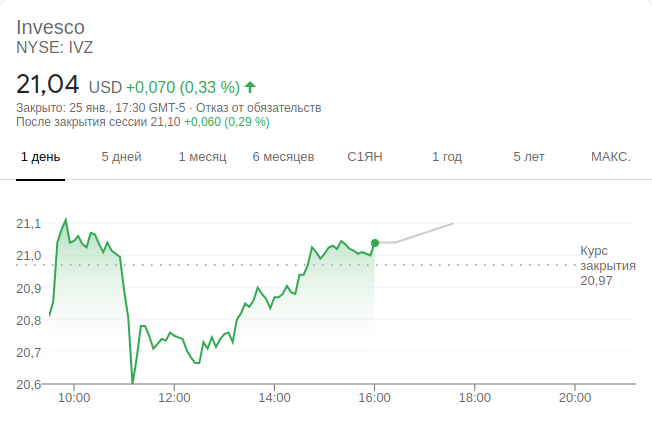 Invesco
NYSE: IVZ
21,04 USD +0,070 (0,33 %)
Закрыто: 25 янв., 17:30 GMT-5 · Отказ от обязательств
После закрытия сессии 21,10 +0,060 (0,29 %)
1 день 5 дней 1 месяц 6 месяцев С1ЯН 1 год 5 лет МАКС.
21,1
21,0
20,9
20,8
20,7
20,6
Курс
закрытия
20,97
10:00 12:00 14:00 16:00 18:00 20:00